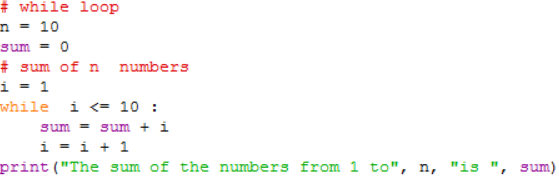 # while loop
n = 10
sum = 0
# sum of n  numbers
i = 1
while  i <= 10 :
    sum = sum + i
    i = i + 1
print("The sum of the numbers from 1 to", n, "is ", sum)